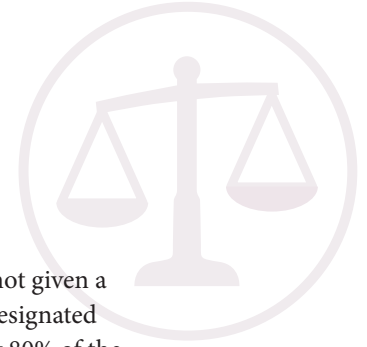 not given a
esignated
80% of the